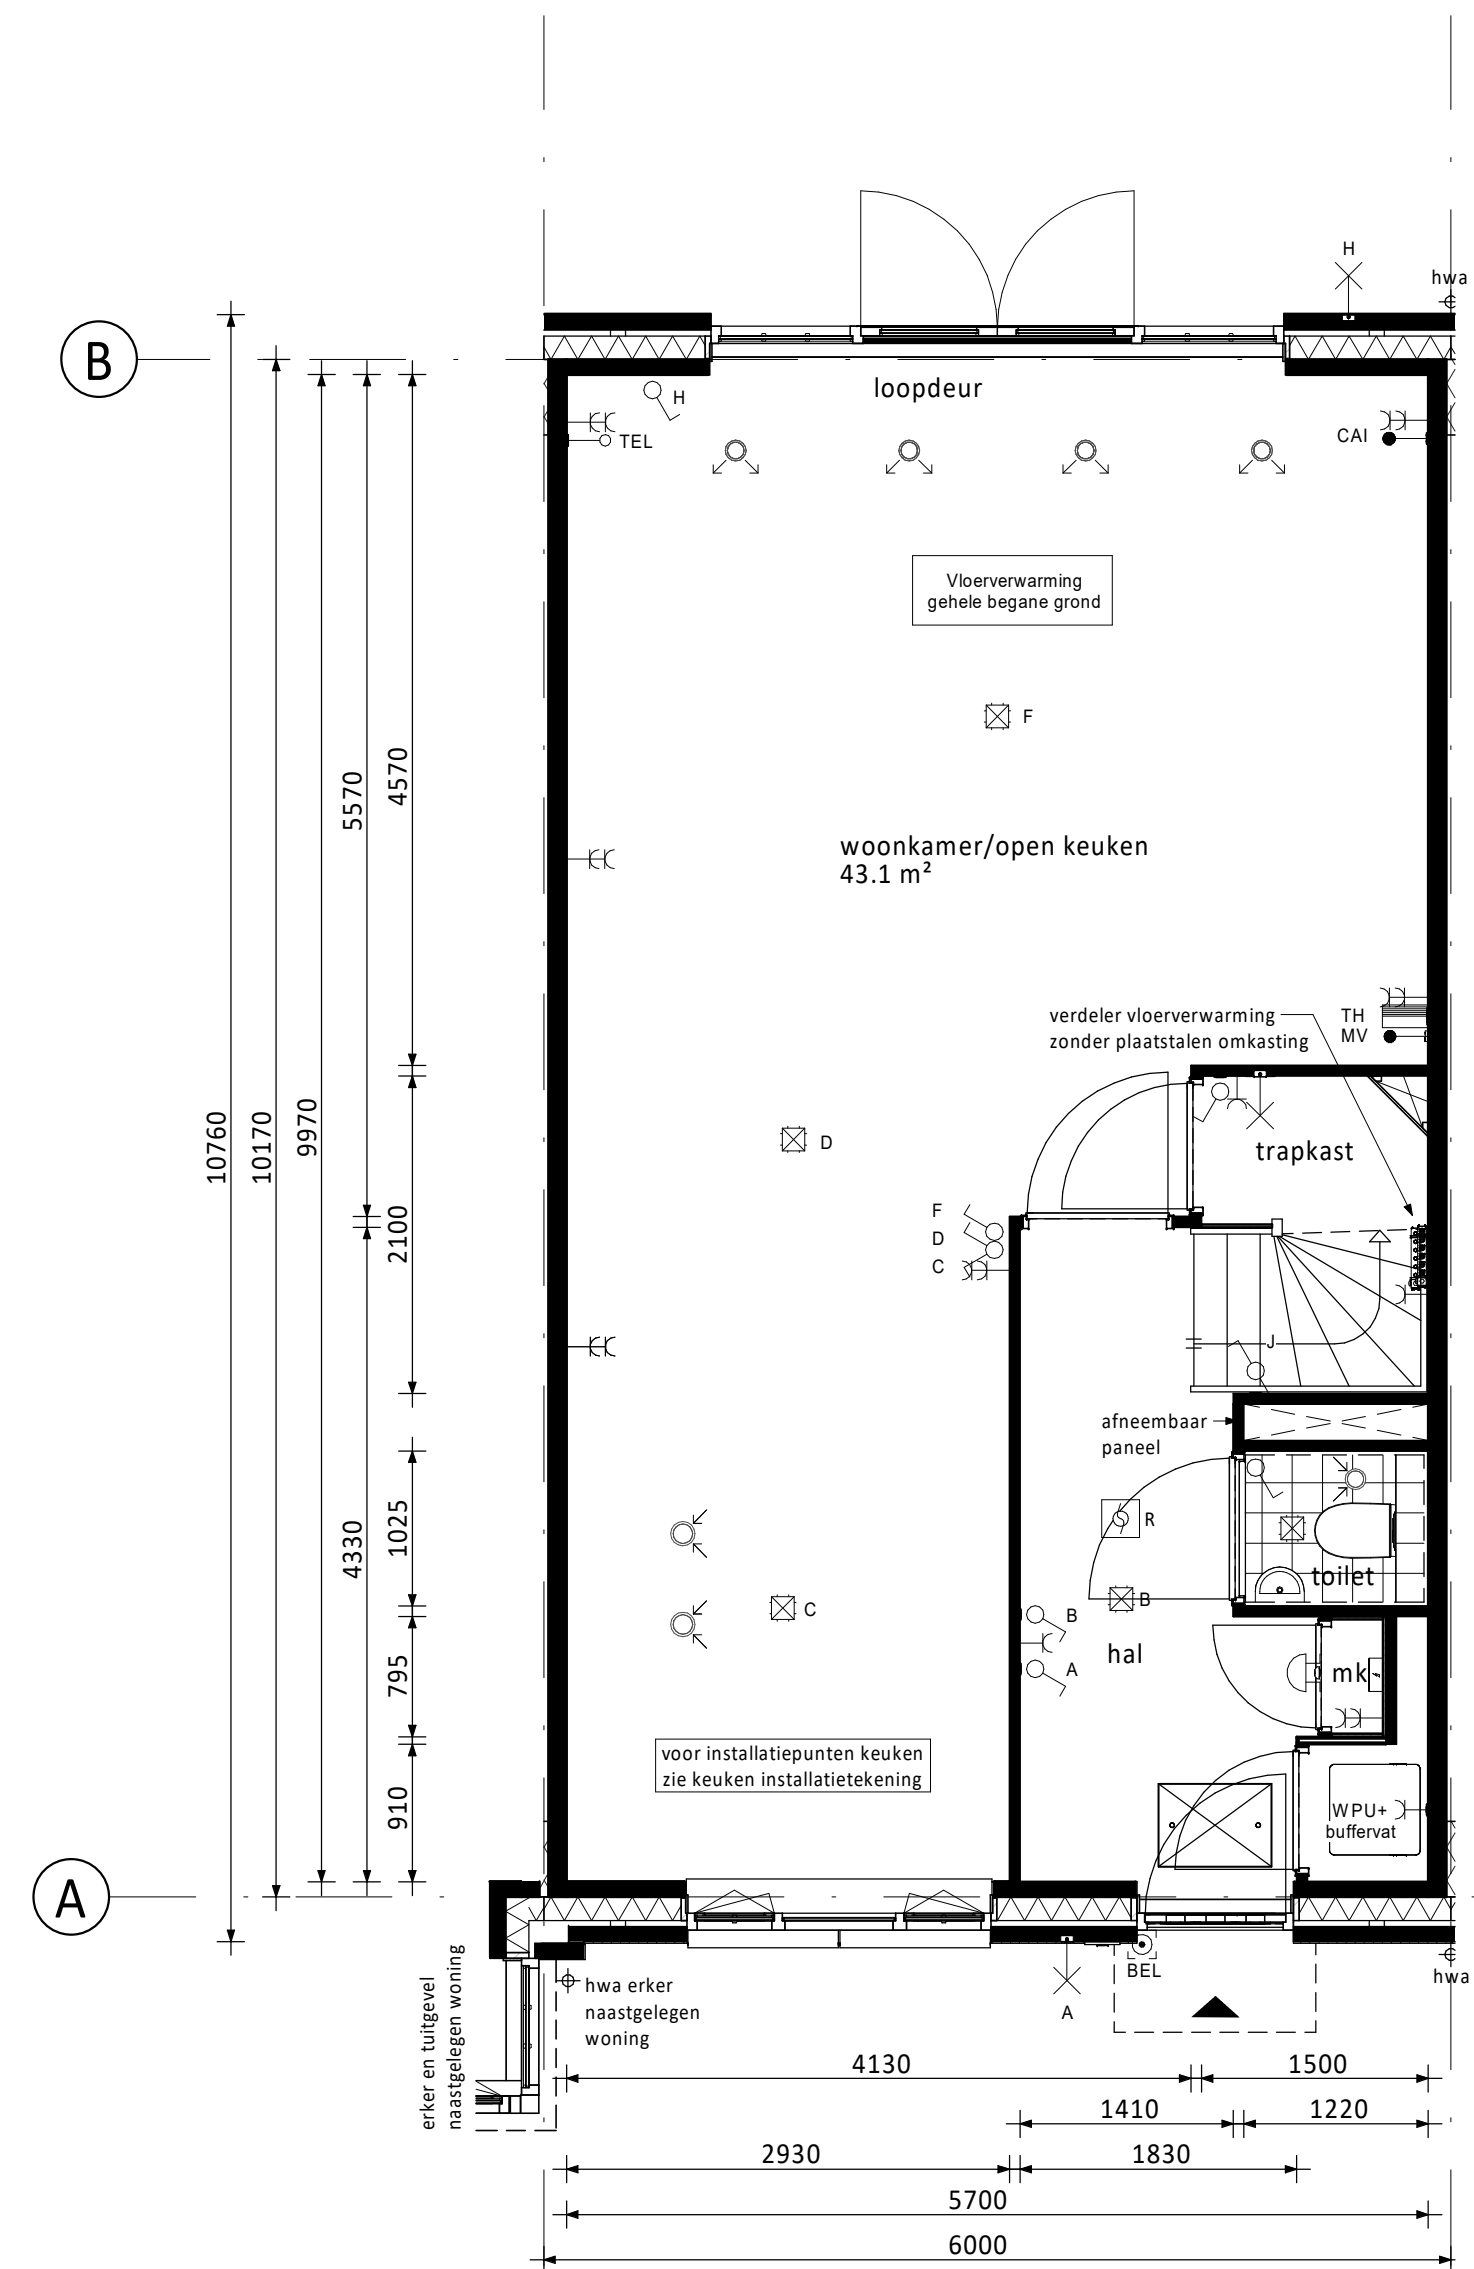 H
hwa
B
loopdeur
H
TEL
CAI
Vloerverwarming
gehele begane grond
F
4570
5570
woonkamer/open keuken
43.1 m²
verdeler vloerverwarming
zonder plaatstalen omkasting
TH
MV
10760
10170
9970
D
trapkast
2100
F
D
C
J
afneembaar
paneel
1025
4330
R
toilet
C
B
B
A
hal
mk
795
voor installatiepunten keuken
zie keuken installatietekening
910
WPU+
buffervat
A
BEL
hwa
A
erker en tuitgevel
naastgelegen woning
hwa erker
naastgelegen
woning
4130
1500
1410
1220
2930
1830
5700
6000